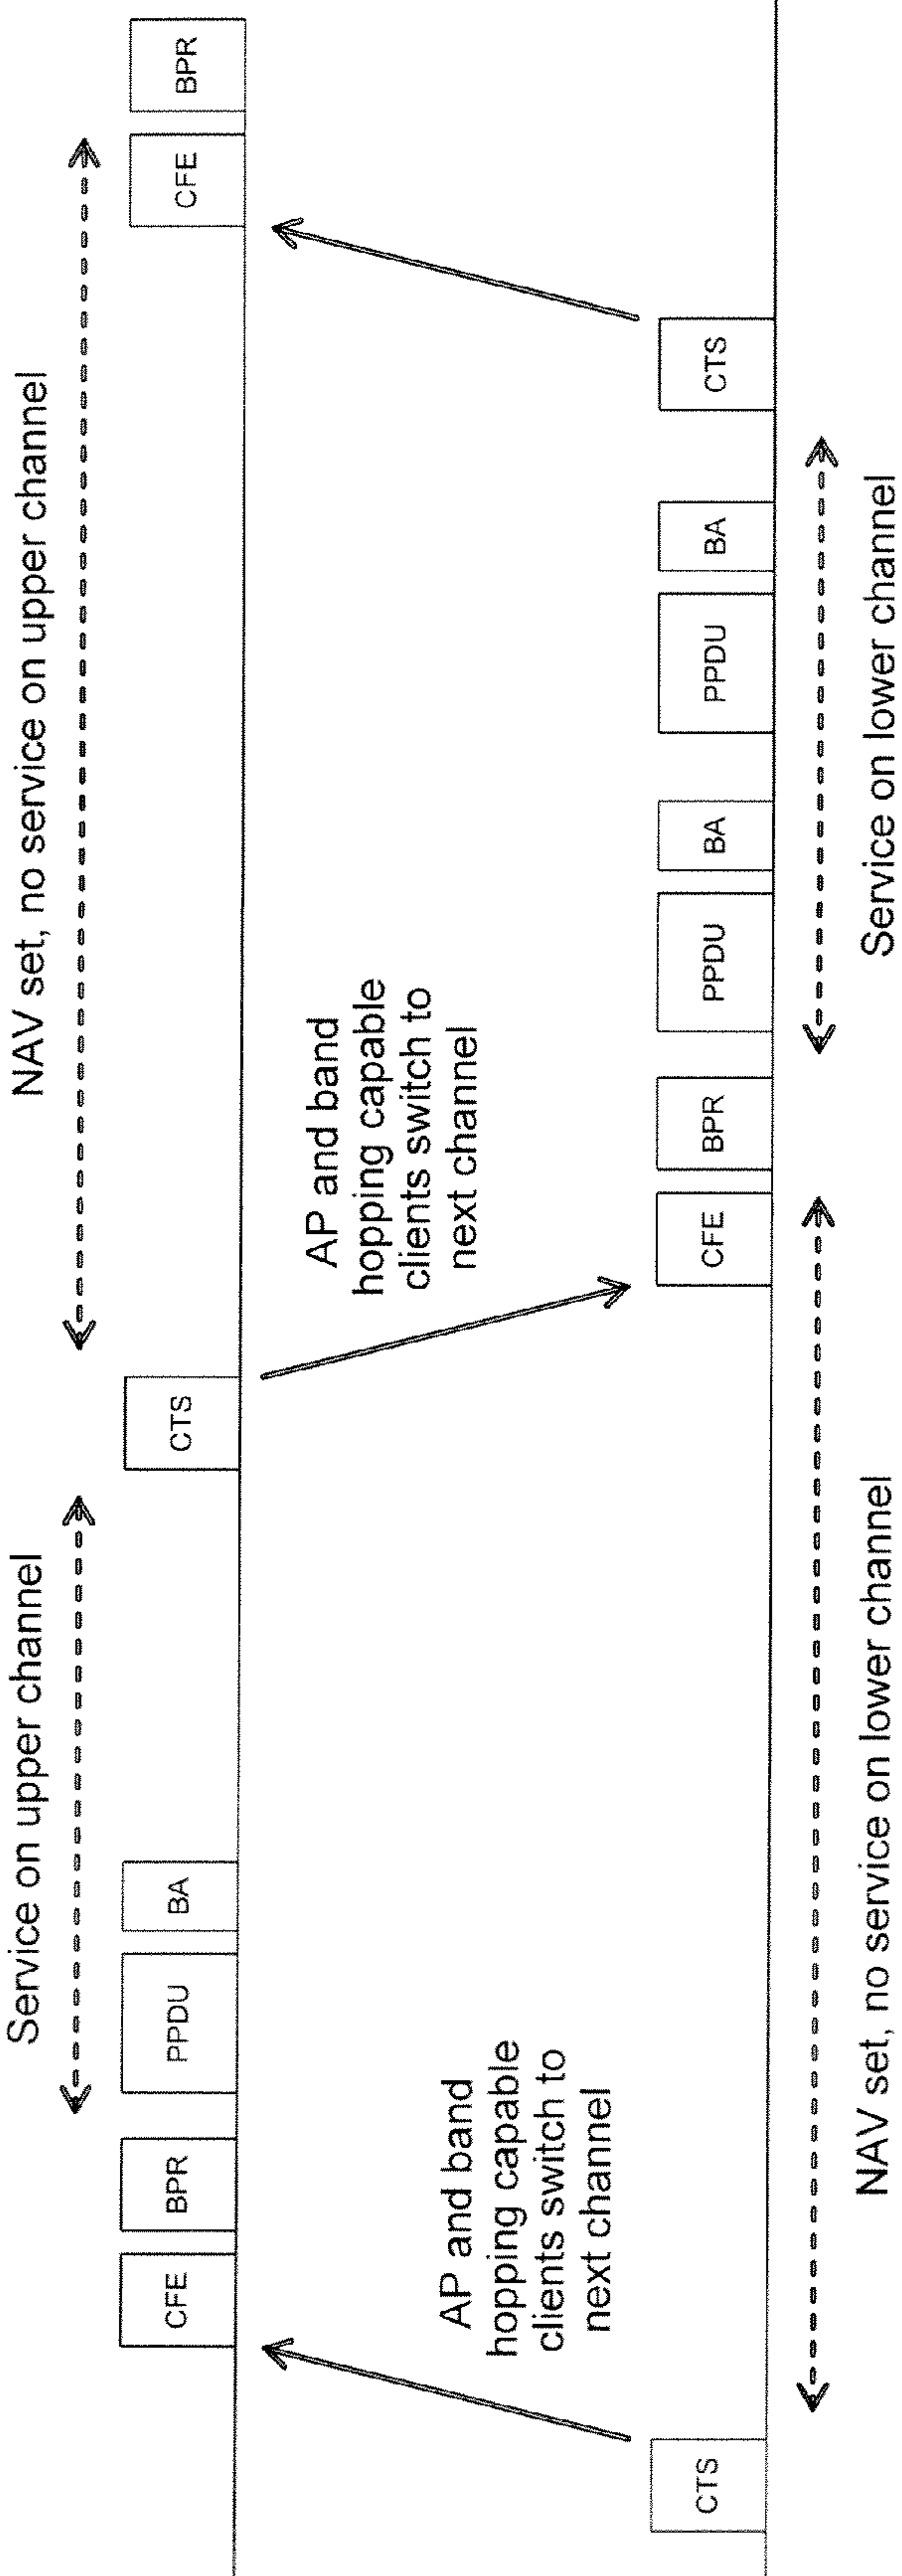 Service on upper channel
NAV set, no service on upper channel
CFE
BPR
PPDU
BA
CTS
CFE
BPR
AP and band
hopping capable
clients switch to
next channel
AP and band
hopping capable
clients switch to
next channel
CTS
CFE
BPR
PPDU
BA
PPDU
BA
CTS
NAV set, no service on lower channel
Service on lower channel